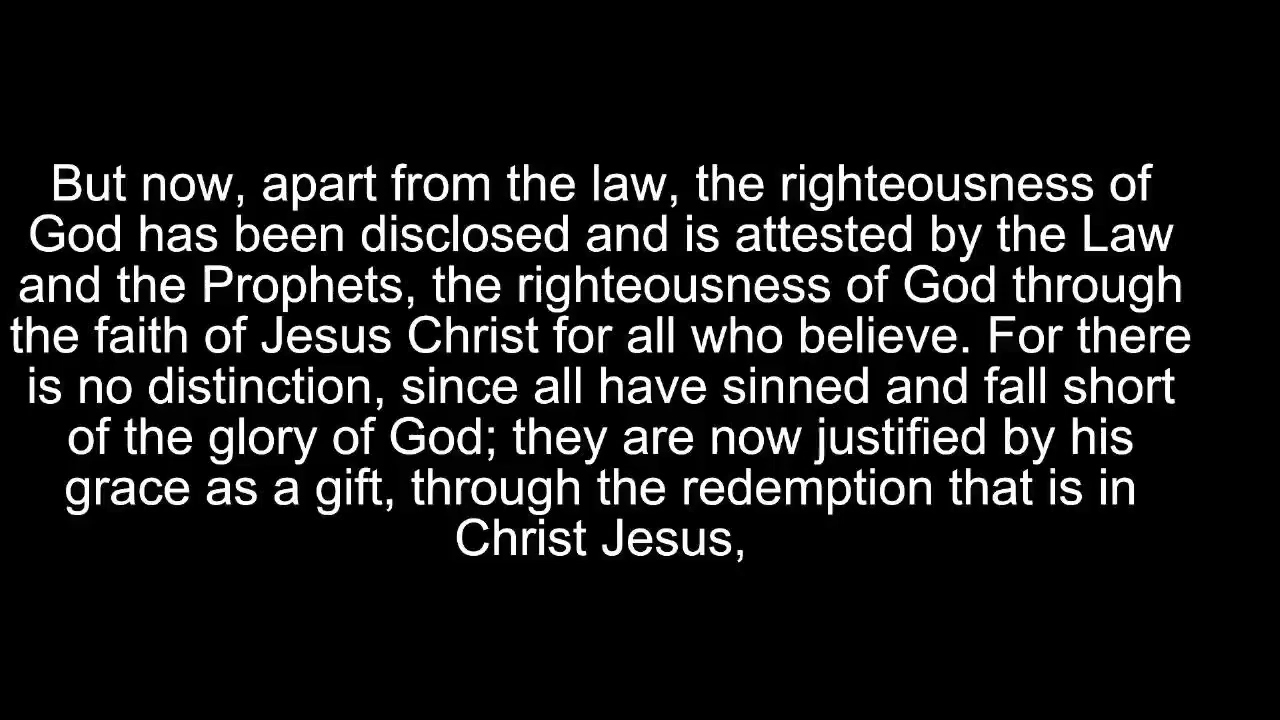 But now, apart from the law, the righteousness of
God has been disclosed and is attested by the Law
and the Prophets, the righteousness of God through
the faith of Jesus Christ for all who believe. For there
is no distinction, since all have sinned and fall short
of the glory of God; they are now justified by his
grace as a gift, through the redemption that is in
Christ Jesus,